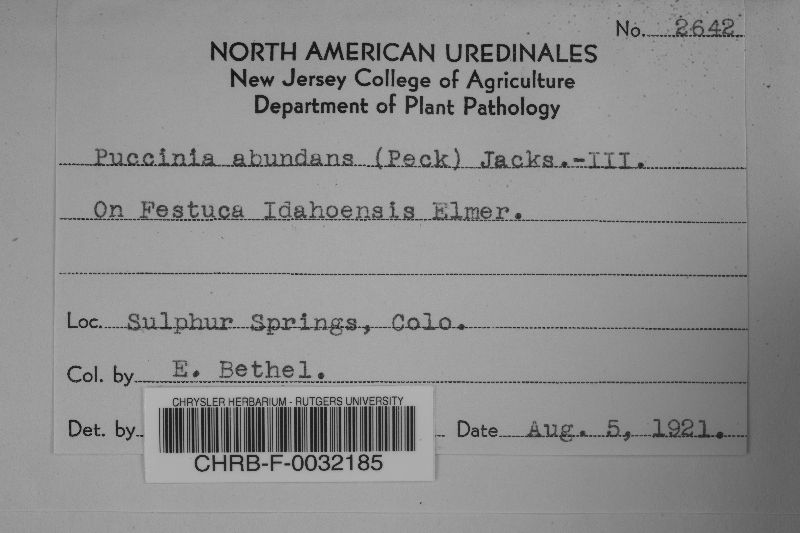 No. 2642.
NORTH AMERICAN UREDINALES
New Jersey College of Agriculture
Department of Plant Pathology
Puccinia abundans (Peck) Jacks.-III.
On Festuca Idahoensis Elmer.
Loc. Sulphur Springs, Colo.
Col. by E. Bethel.
Det. by Date Aug. 5, 1921.
CHRYSLER HERBARIUM - RUTGERS UNIVERSITY
CHRB-F-0032185